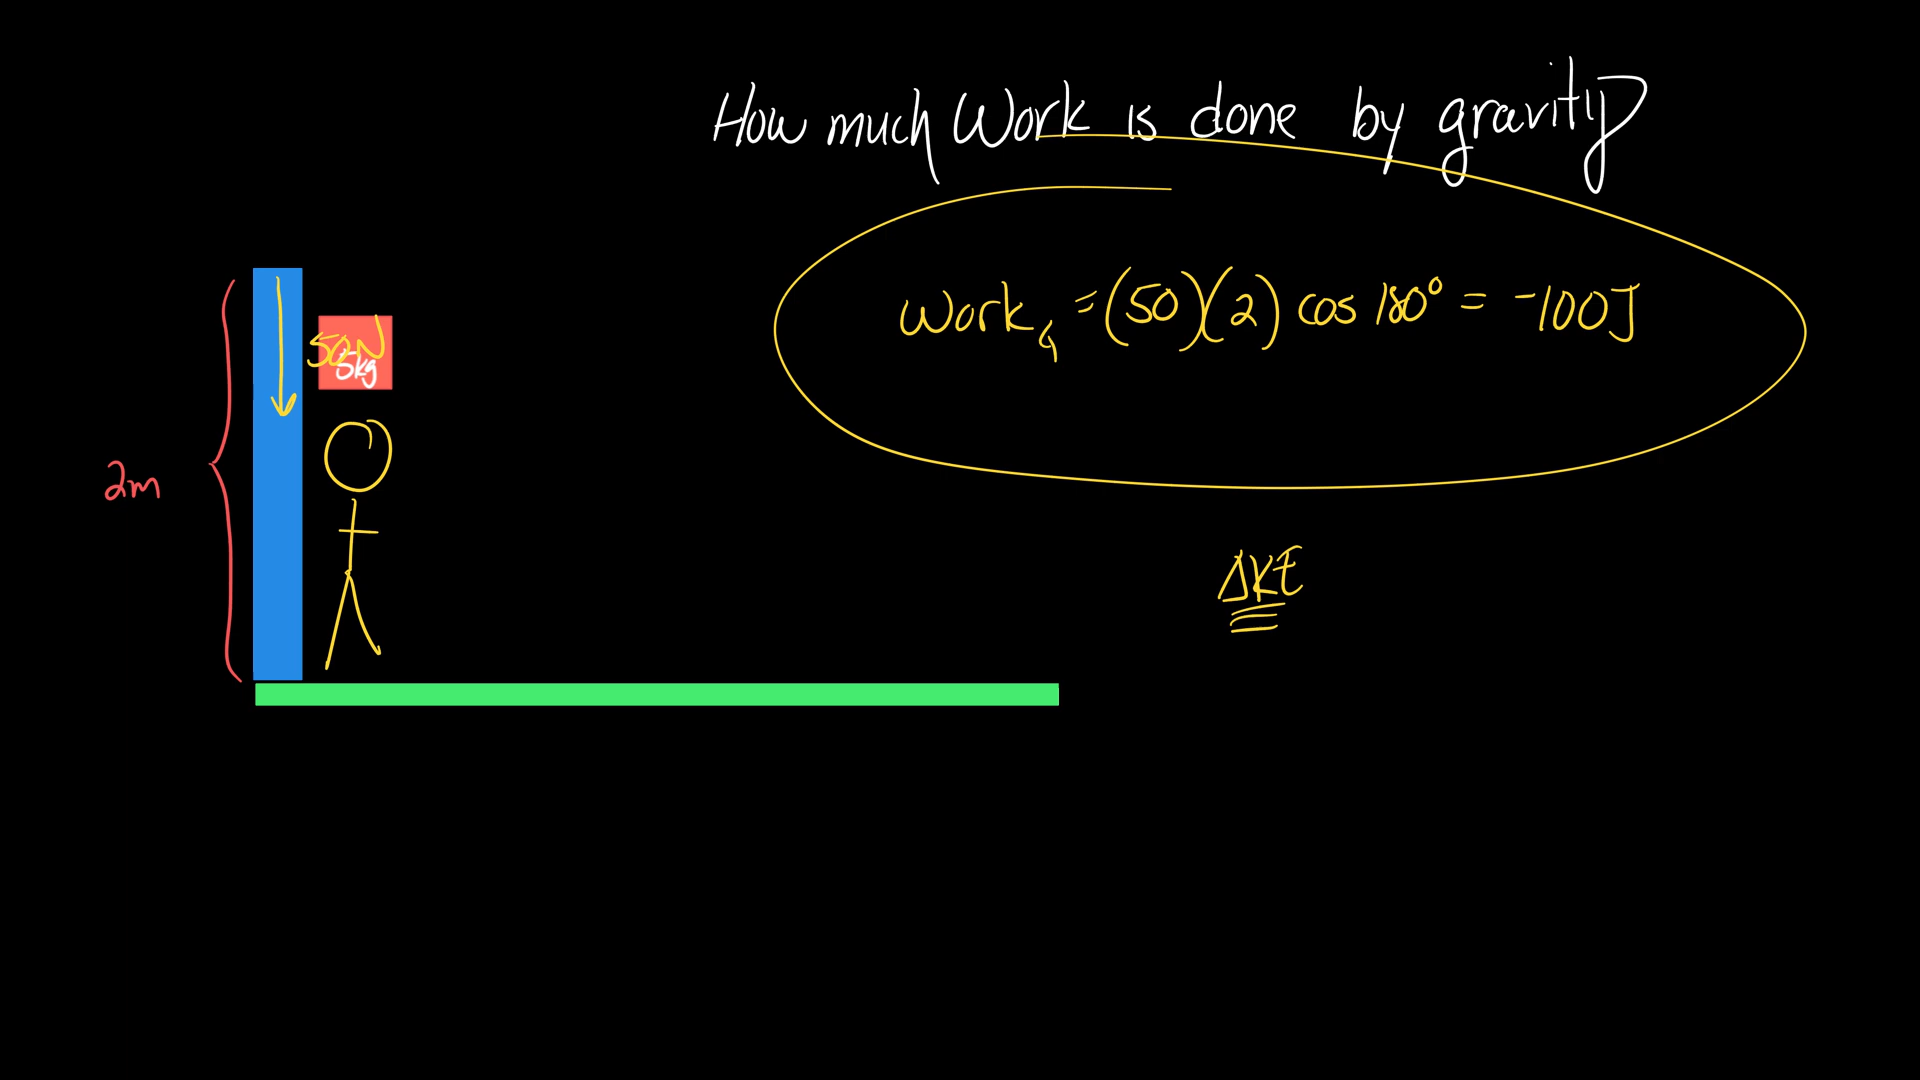 How much Work is done by gravity
Work_g = (50)(2) cos 180° = -100J
50N
5kg
2m
ΔKE